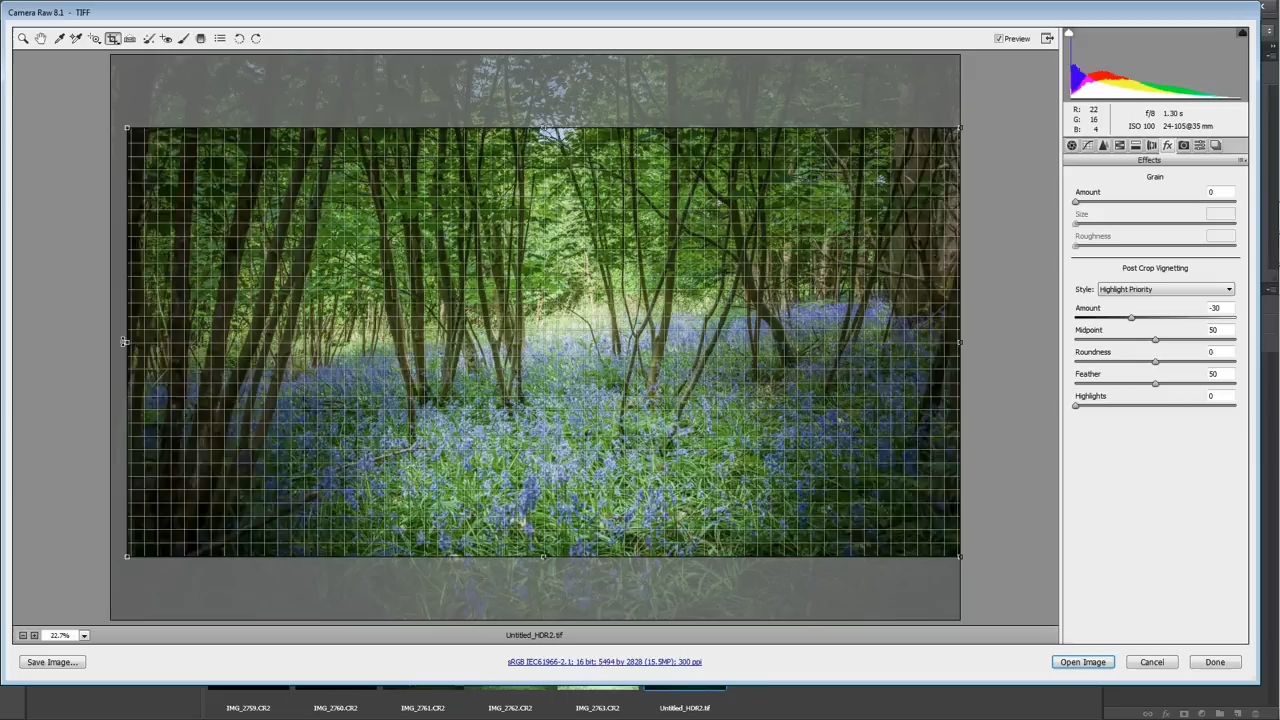 Camera Raw 8.1 - TIFF
Preview
R: 22
G: 16
B: 4
f/8 1.30 s
ISO 100 24-105@35 mm
Effects
Grain
Amount 0
Size
Roughness
Post Crop Vignetting
Style: Highlight Priority
Amount -30
Midpoint 50
Roundness 0
Feather 50
Highlights 0
22.7%
Untitled_HDR2.tif
Save Image...
sRGB IEC61966-2.1; 16 bit; 5494 by 2828 (15.5MP); 300 ppi
Open Image
Cancel
Done
IMG_2759.CR2
IMG_2760.CR2
IMG_2761.CR2
IMG_2762.CR2
IMG_2763.CR2
Untitled_HDR2.tif
fx